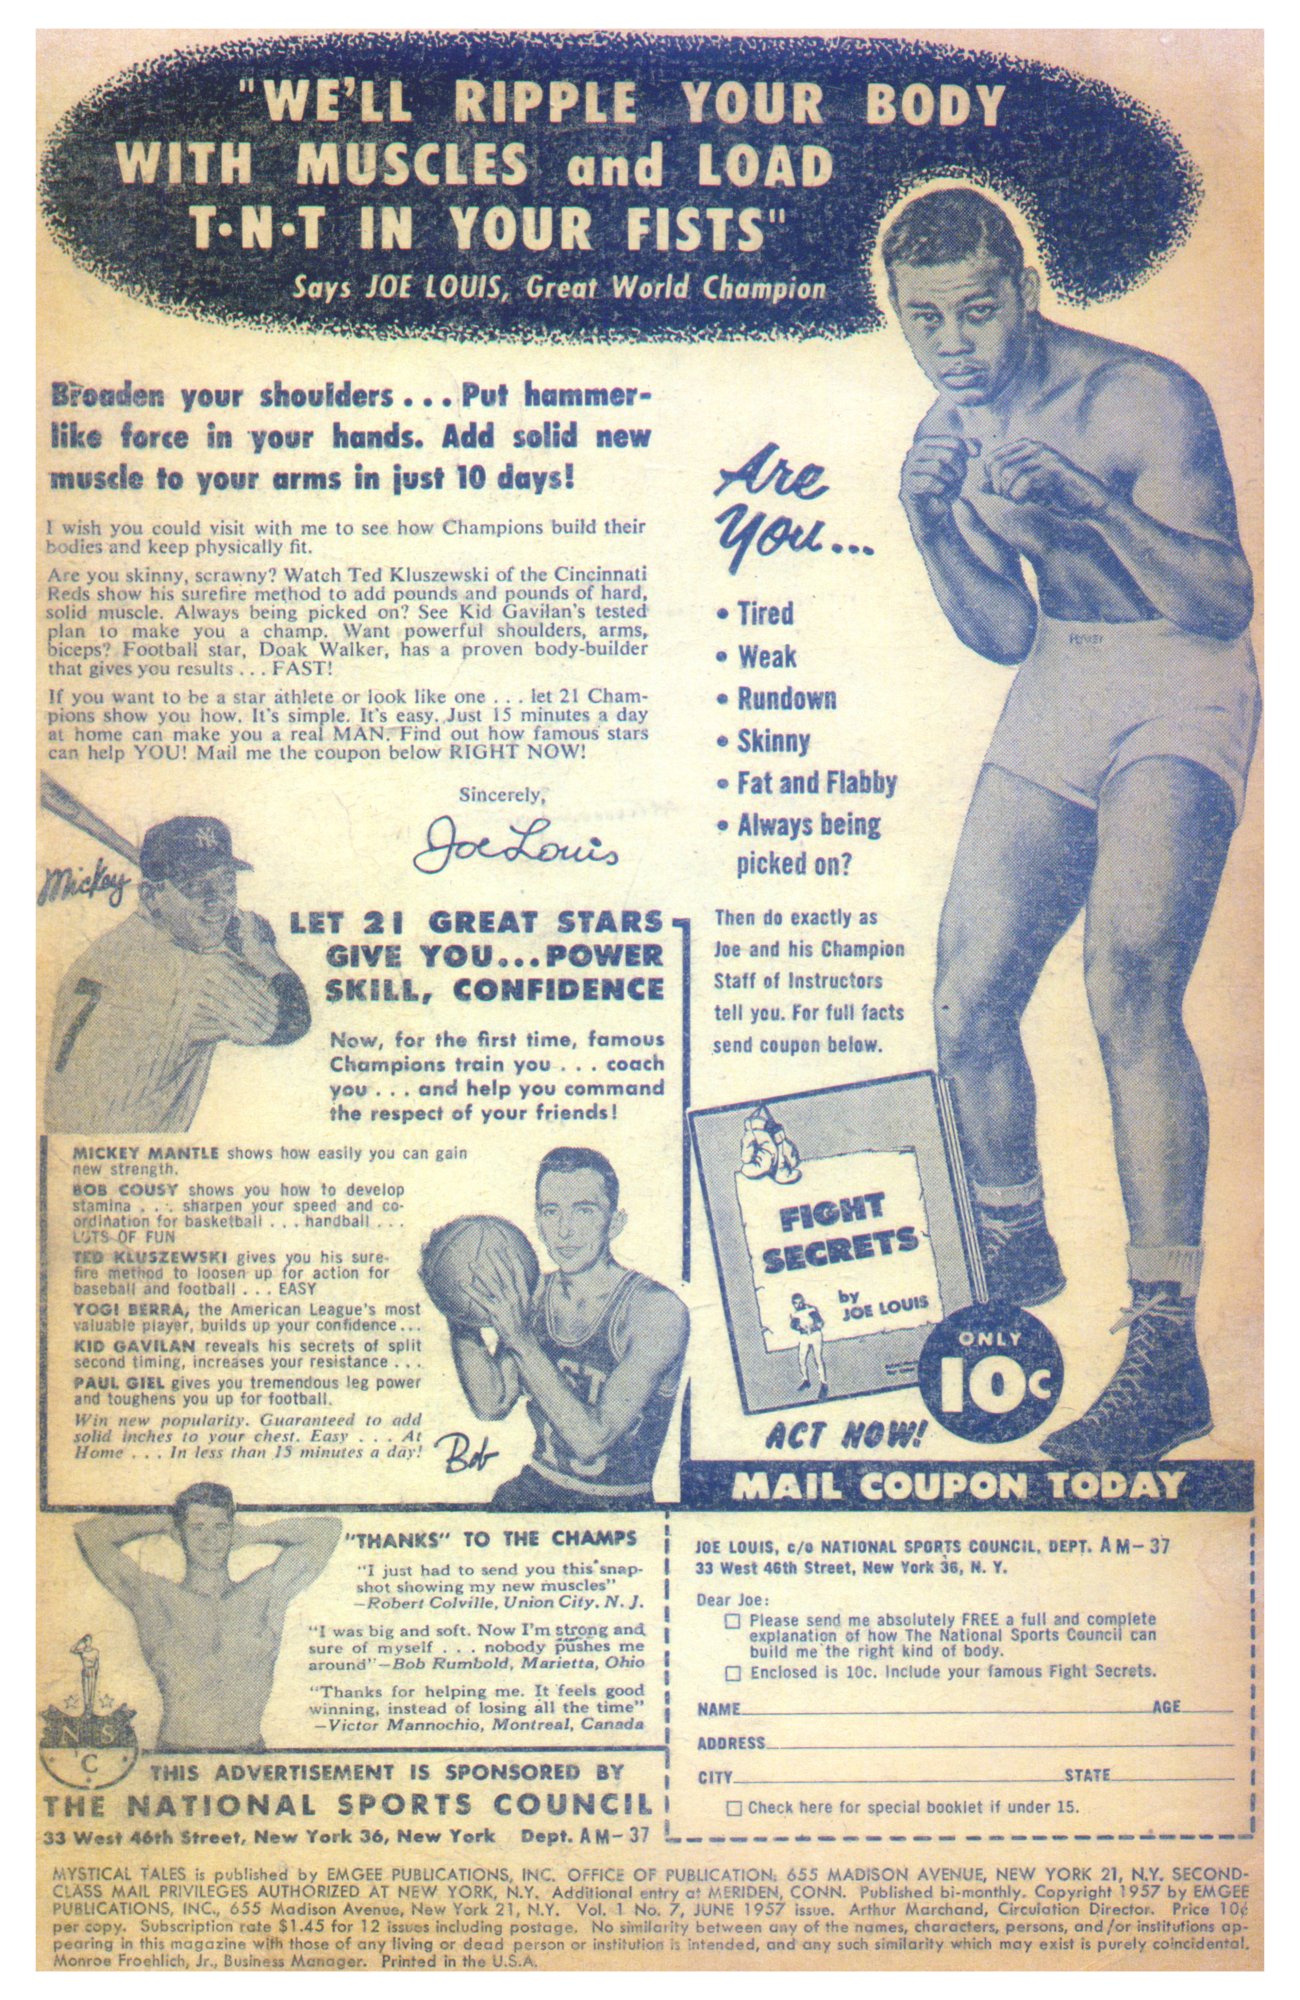 "WE'LL RIPPLE YOUR BODY
WITH MUSCLES and LOAD
T•N•T IN YOUR FISTS"
Says JOE LOUIS, Great World Champion
Broaden your shoulders... Put hammer-
like force in your hands. Add solid new
muscle to your arms in just 10 days!
I wish you could visit with me to see how Champions build their
bodies and keep physically fit.
Are you skinny, scrawny? Watch Ted Kluszewski of the Cincinnati
Reds show his surefire method to add pounds and pounds of hard,
solid muscle. Always being picked on? See Kid Gavilan's tested
plan to make you a champ. Want powerful shoulders, arms,
biceps? Football star, Doak Walker, has a proven body-builder
that gives you results . . . FAST!
If you want to be a star athlete or look like one . . . let 21 Cham-
pions show you how. It's simple. It's easy. Just 15 minutes a day
at home can make you a real MAN. Find out how famous stars
can help YOU! Mail me the coupon below RIGHT NOW!
Sincerely,
Joe Louis
Are
You...
• Tired
• Weak
• Rundown
• Skinny
• Fat and Flabby
• Always being
picked on?
Then do exactly as
Joe and his Champion
Staff of Instructors
tell you. For full facts
send coupon below.
NY
Mickey
7
LET 21 GREAT STARS
GIVE YOU...POWER
SKILL, CONFIDENCE
Now, for the first time, famous
Champions train you . . . coach
you . . . and help you command
the respect of your friends!
MICKEY MANTLE shows how easily you can gain
new strength.
BOB COUSY shows you how to develop
stamina . . . sharpen your speed and co-
ordination for basketball . . . handball . . .
LOTS OF FUN
TED KLUSZEWSKI gives you his sure-
fire method to loosen up for action for
baseball and football . . . EASY
YOGI BERRA, the American League's most
valuable player, builds up your confidence...
KID GAVILAN reveals his secrets of split
second timing, increases your resistance . . .
PAUL GIEL gives you tremendous leg power
and toughens you up for football.
Win new popularity. Guaranteed to add
solid inches to your chest. Easy . . . At
Home . . . In less than 15 minutes a day!
Bob
FIGHT
SECRETS
by
JOE LOUIS
ONLY
10c
ACT NOW!
MAIL COUPON TODAY
"THANKS" TO THE CHAMPS
"I just had to send you this snap-
shot showing my new muscles"
—Robert Colville, Union City, N. J.
"I was big and soft. Now I'm strong and
sure of myself . . . nobody pushes me
around"—Bob Rumbold, Marietta, Ohio
"Thanks for helping me. It feels good
winning, instead of losing all the time"
—Victor Mannochio, Montreal, Canada
N S
C
THIS ADVERTISEMENT IS SPONSORED BY
THE NATIONAL SPORTS COUNCIL
33 West 46th Street, New York 36, New York Dept. AM-37
JOE LOUIS, c/o NATIONAL SPORTS COUNCIL, DEPT. AM-37
33 West 46th Street, New York 36, N. Y.
Dear Joe:
☐ Please send me absolutely FREE a full and complete
explanation of how The National Sports Council can
build me the right kind of body.
☐ Enclosed is 10c. Include your famous Fight Secrets.
NAME AGE
ADDRESS
CITY STATE
☐ Check here for special booklet if under 15.
MYSTICAL TALES is published by EMGEE PUBLICATIONS, INC. OFFICE OF PUBLICATION: 655 MADISON AVENUE, NEW YORK 21, N.Y. SECOND-
CLASS MAIL PRIVILEGES AUTHORIZED AT NEW YORK, N.Y. Additional entry at MERIDEN, CONN. Published bi-monthly. Copyright 1957 by EMGEE
PUBLICATIONS, INC., 655 Madison Avenue, New York 21, N.Y. Vol. 1 No. 7, JUNE 1957 issue. Arthur Marchand, Circulation Director. Price 10¢
per copy. Subscription rate $1.45 for 12 issues including postage. No similarity between any of the names, characters, persons, and/or institutions ap-
pearing in this magazine with those of any living or dead person or institution is intended, and any such similarity which may exist is purely coincidental.
Monroe Froehlich, Jr., Business Manager. Printed in the U.S.A.